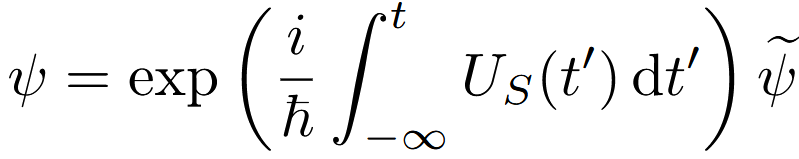 ψ = exp ( i/ħ ∫_{-∞}^{t} U_S(t′) dt′ ) ψ̃